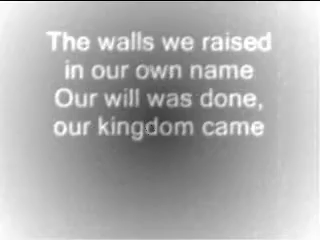 The walls we raised
in our own name
Our will was done,
our kingdom came